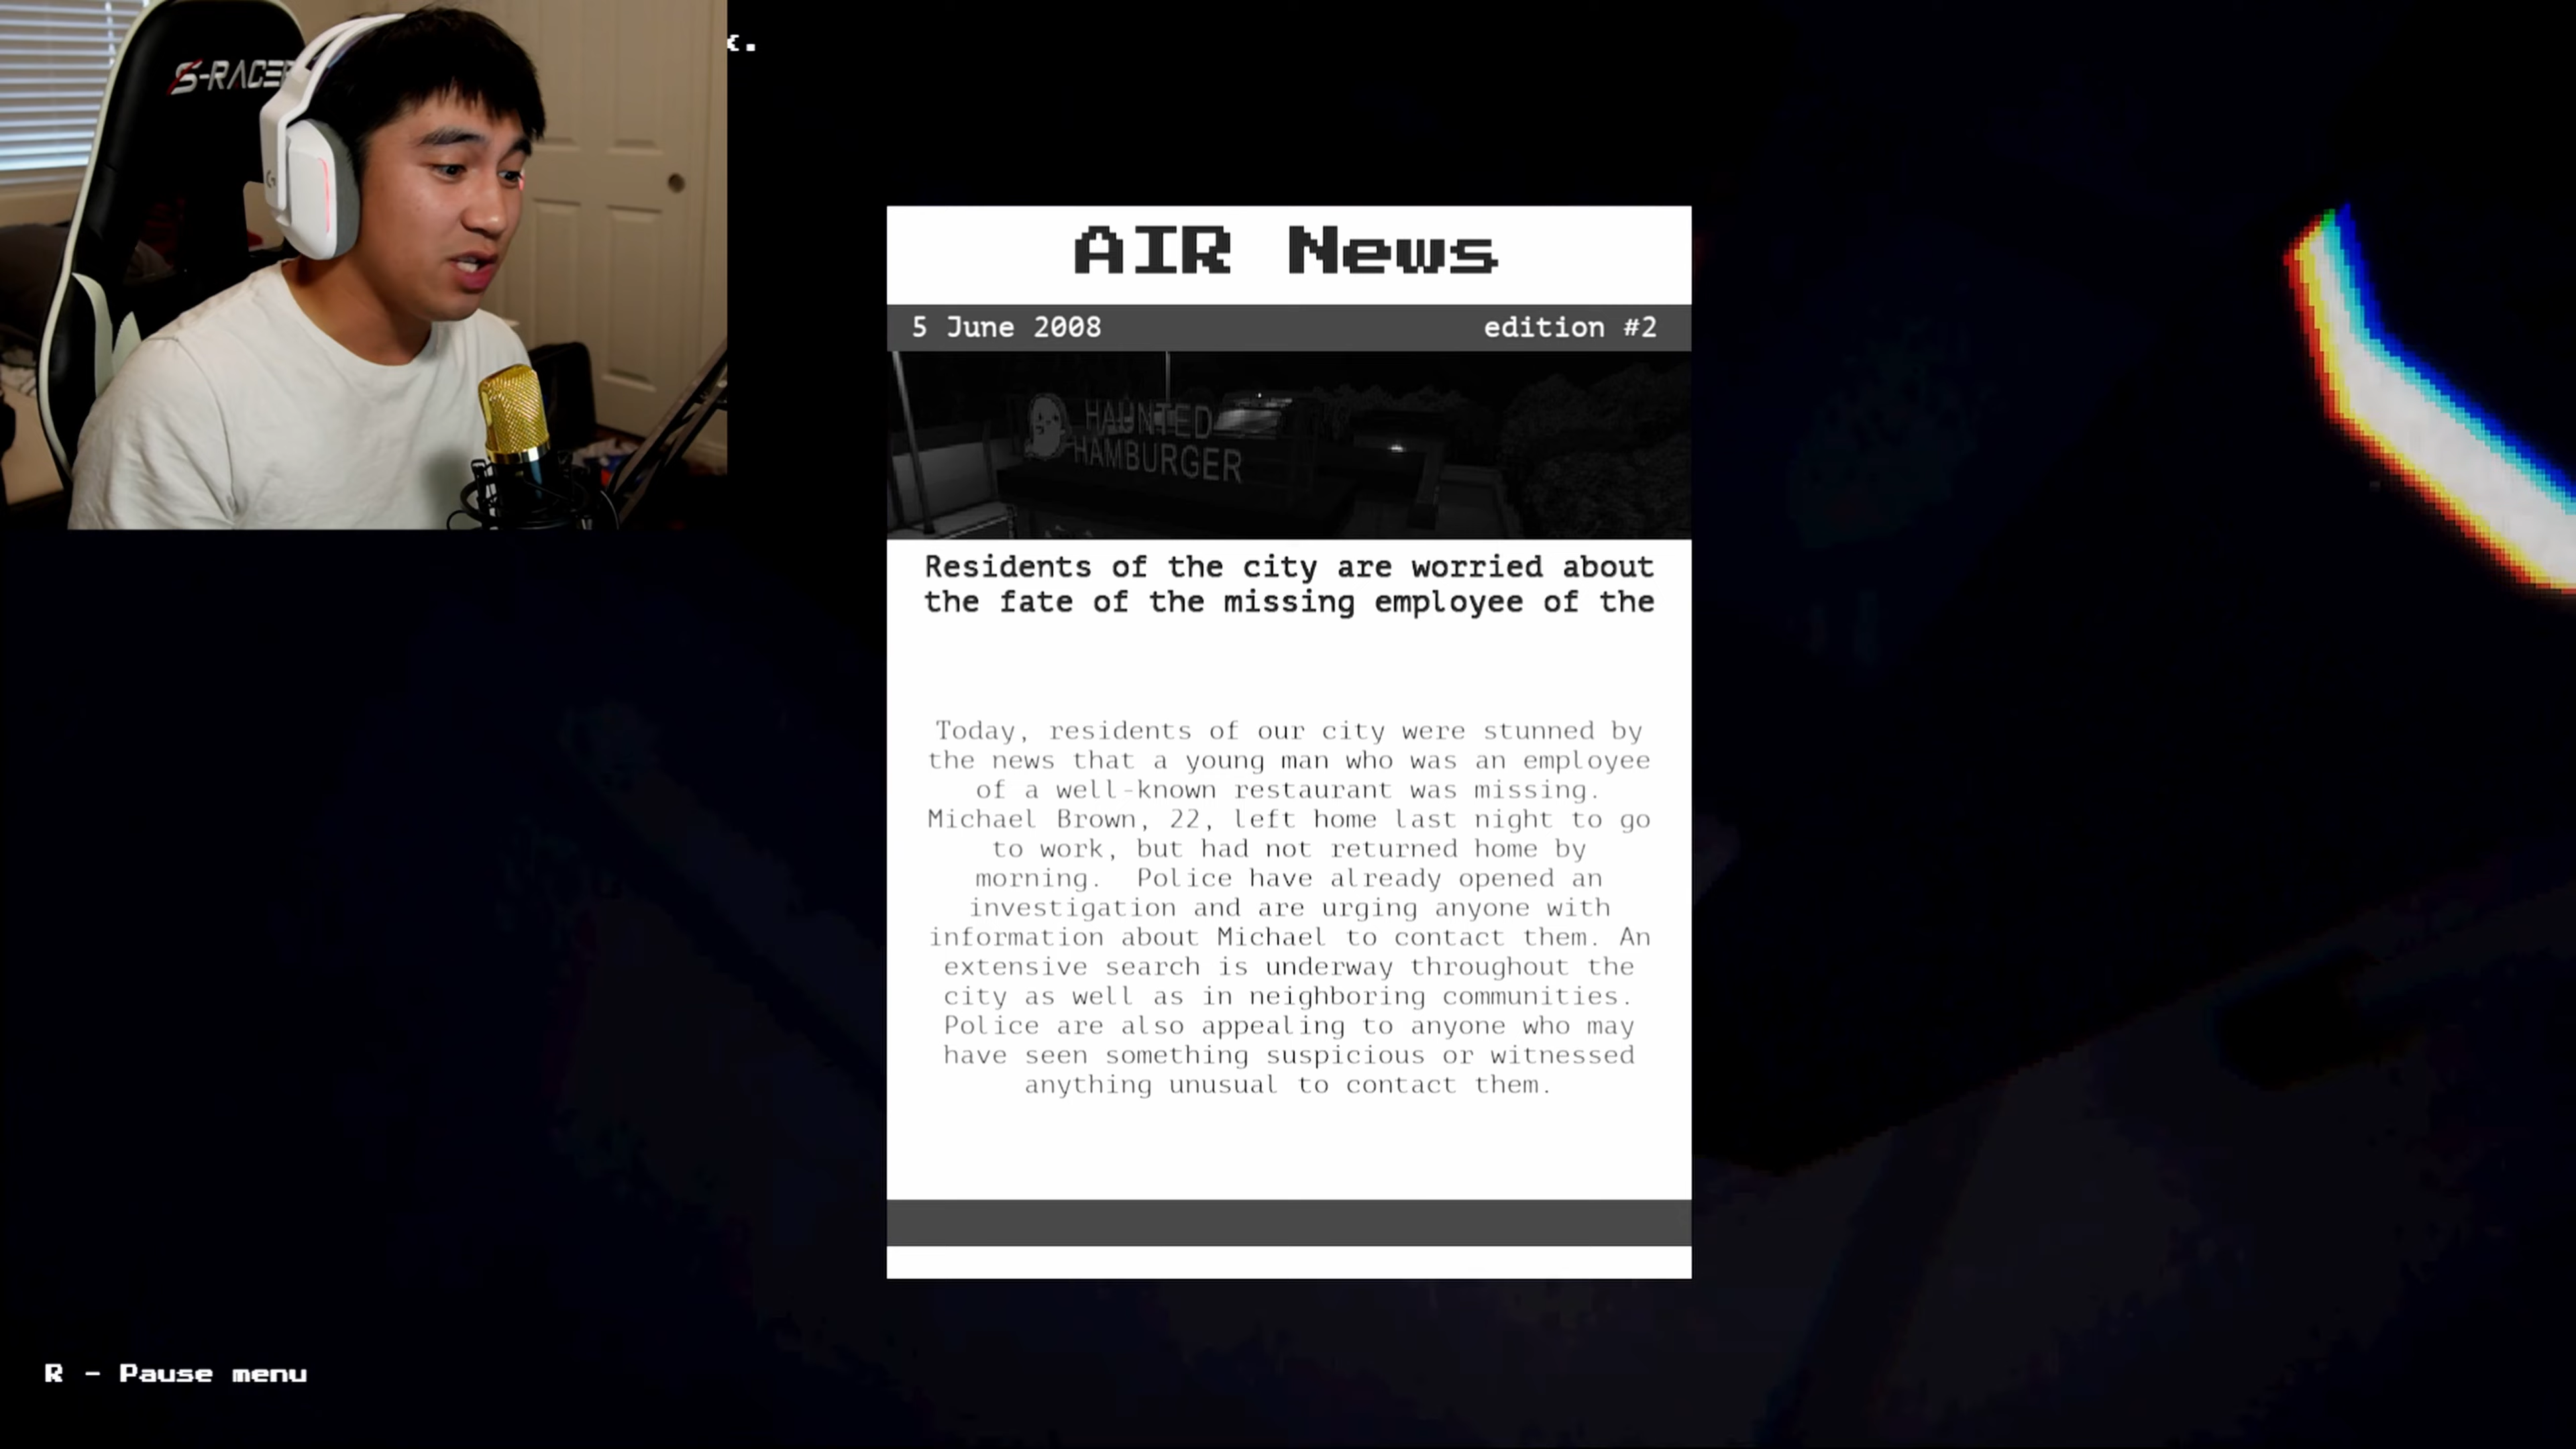 S-RACER
AIR News
5 June 2008
edition #2
HAUNTED
HAMBURGER
Residents of the city are worried about
the fate of the missing employee of the
Today, residents of our city were stunned by
the news that a young man who was an employee
of a well-known restaurant was missing.
Michael Brown, 22, left home last night to go
to work, but had not returned home by
morning. Police have already opened an
investigation and are urging anyone with
information about Michael to contact them. An
extensive search is underway throughout the
city as well as in neighboring communities.
Police are also appealing to anyone who may
have seen something suspicious or witnessed
anything unusual to contact them.
R - Pause menu